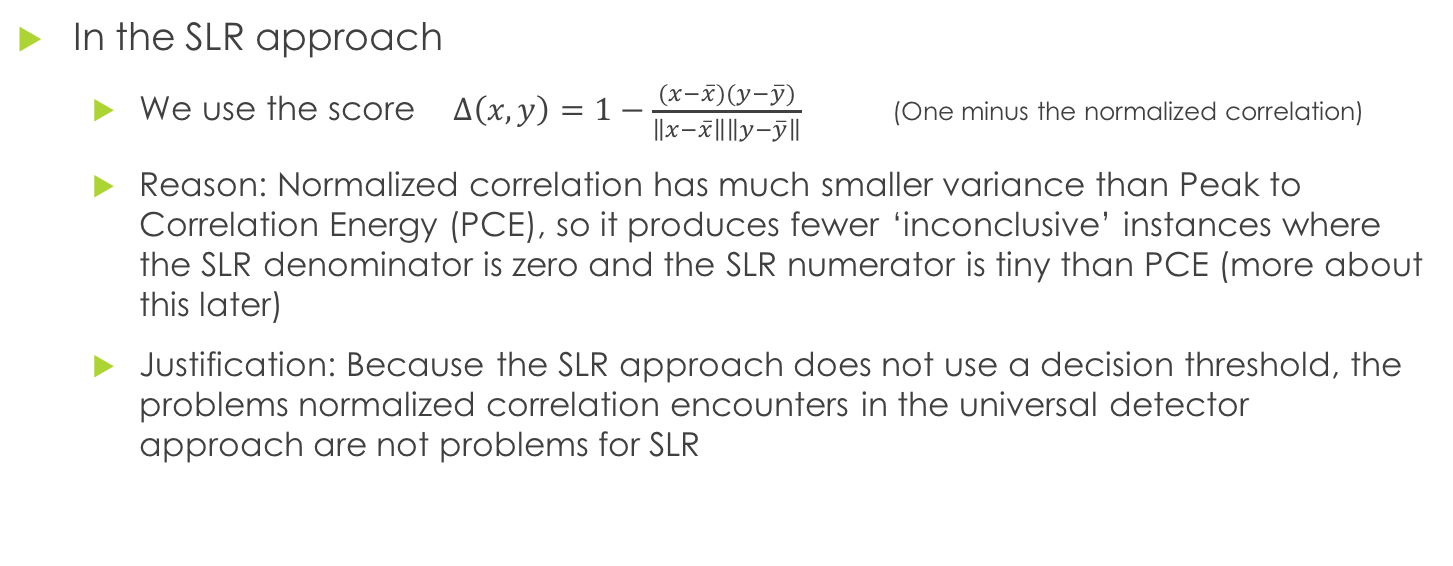 In the SLR approach
We use the score Δ(x, y) = 1 − (x−x̄)(y−ȳ) / ‖x−x̄‖‖y−ȳ‖ (One minus the normalized correlation)
Reason: Normalized correlation has much smaller variance than Peak to
Correlation Energy (PCE), so it produces fewer ‘inconclusive’ instances where
the SLR denominator is zero and the SLR numerator is tiny than PCE (more about
this later)
Justification: Because the SLR approach does not use a decision threshold, the
problems normalized correlation encounters in the universal detector
approach are not problems for SLR